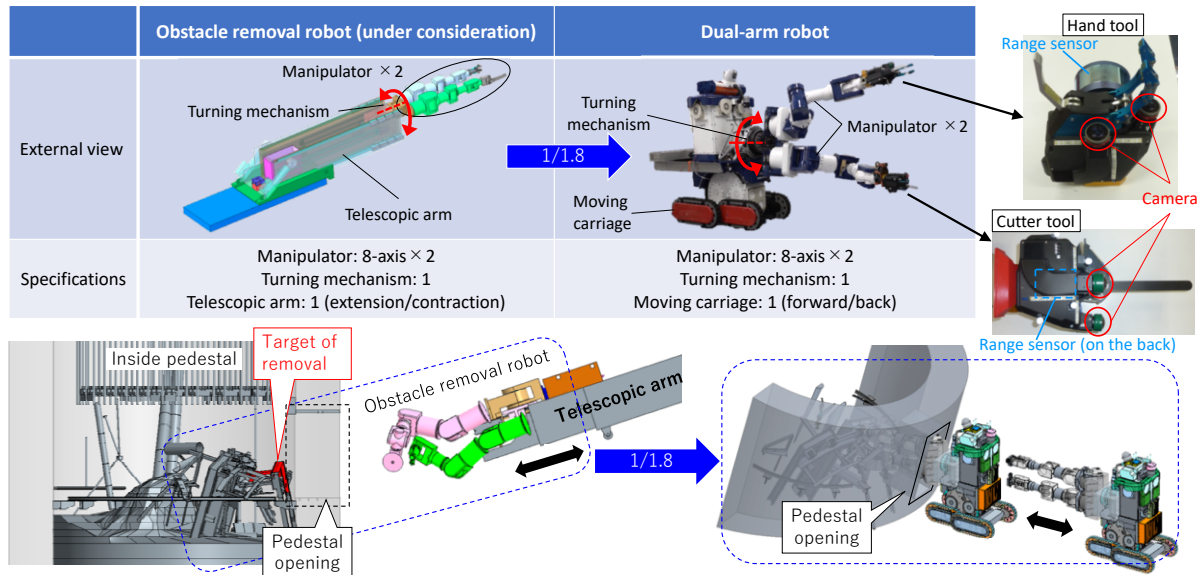 Obstacle removal robot (under consideration)
Dual-arm robot
External view
Manipulator ×2
Turning mechanism
Telescopic arm
1/1.8
Turning
mechanism
Manipulator ×2
Moving
carriage
Specifications
Manipulator: 8-axis × 2
Turning mechanism: 1
Telescopic arm: 1 (extension/contraction)
Manipulator: 8-axis × 2
Turning mechanism: 1
Moving carriage: 1 (forward/back)
Hand tool
Range sensor
Camera
Cutter tool
Range sensor (on the back)
Inside pedestal
Target of
removal
Pedestal
opening
Obstacle removal robot
Telescopic arm
1/1.8
Pedestal
opening